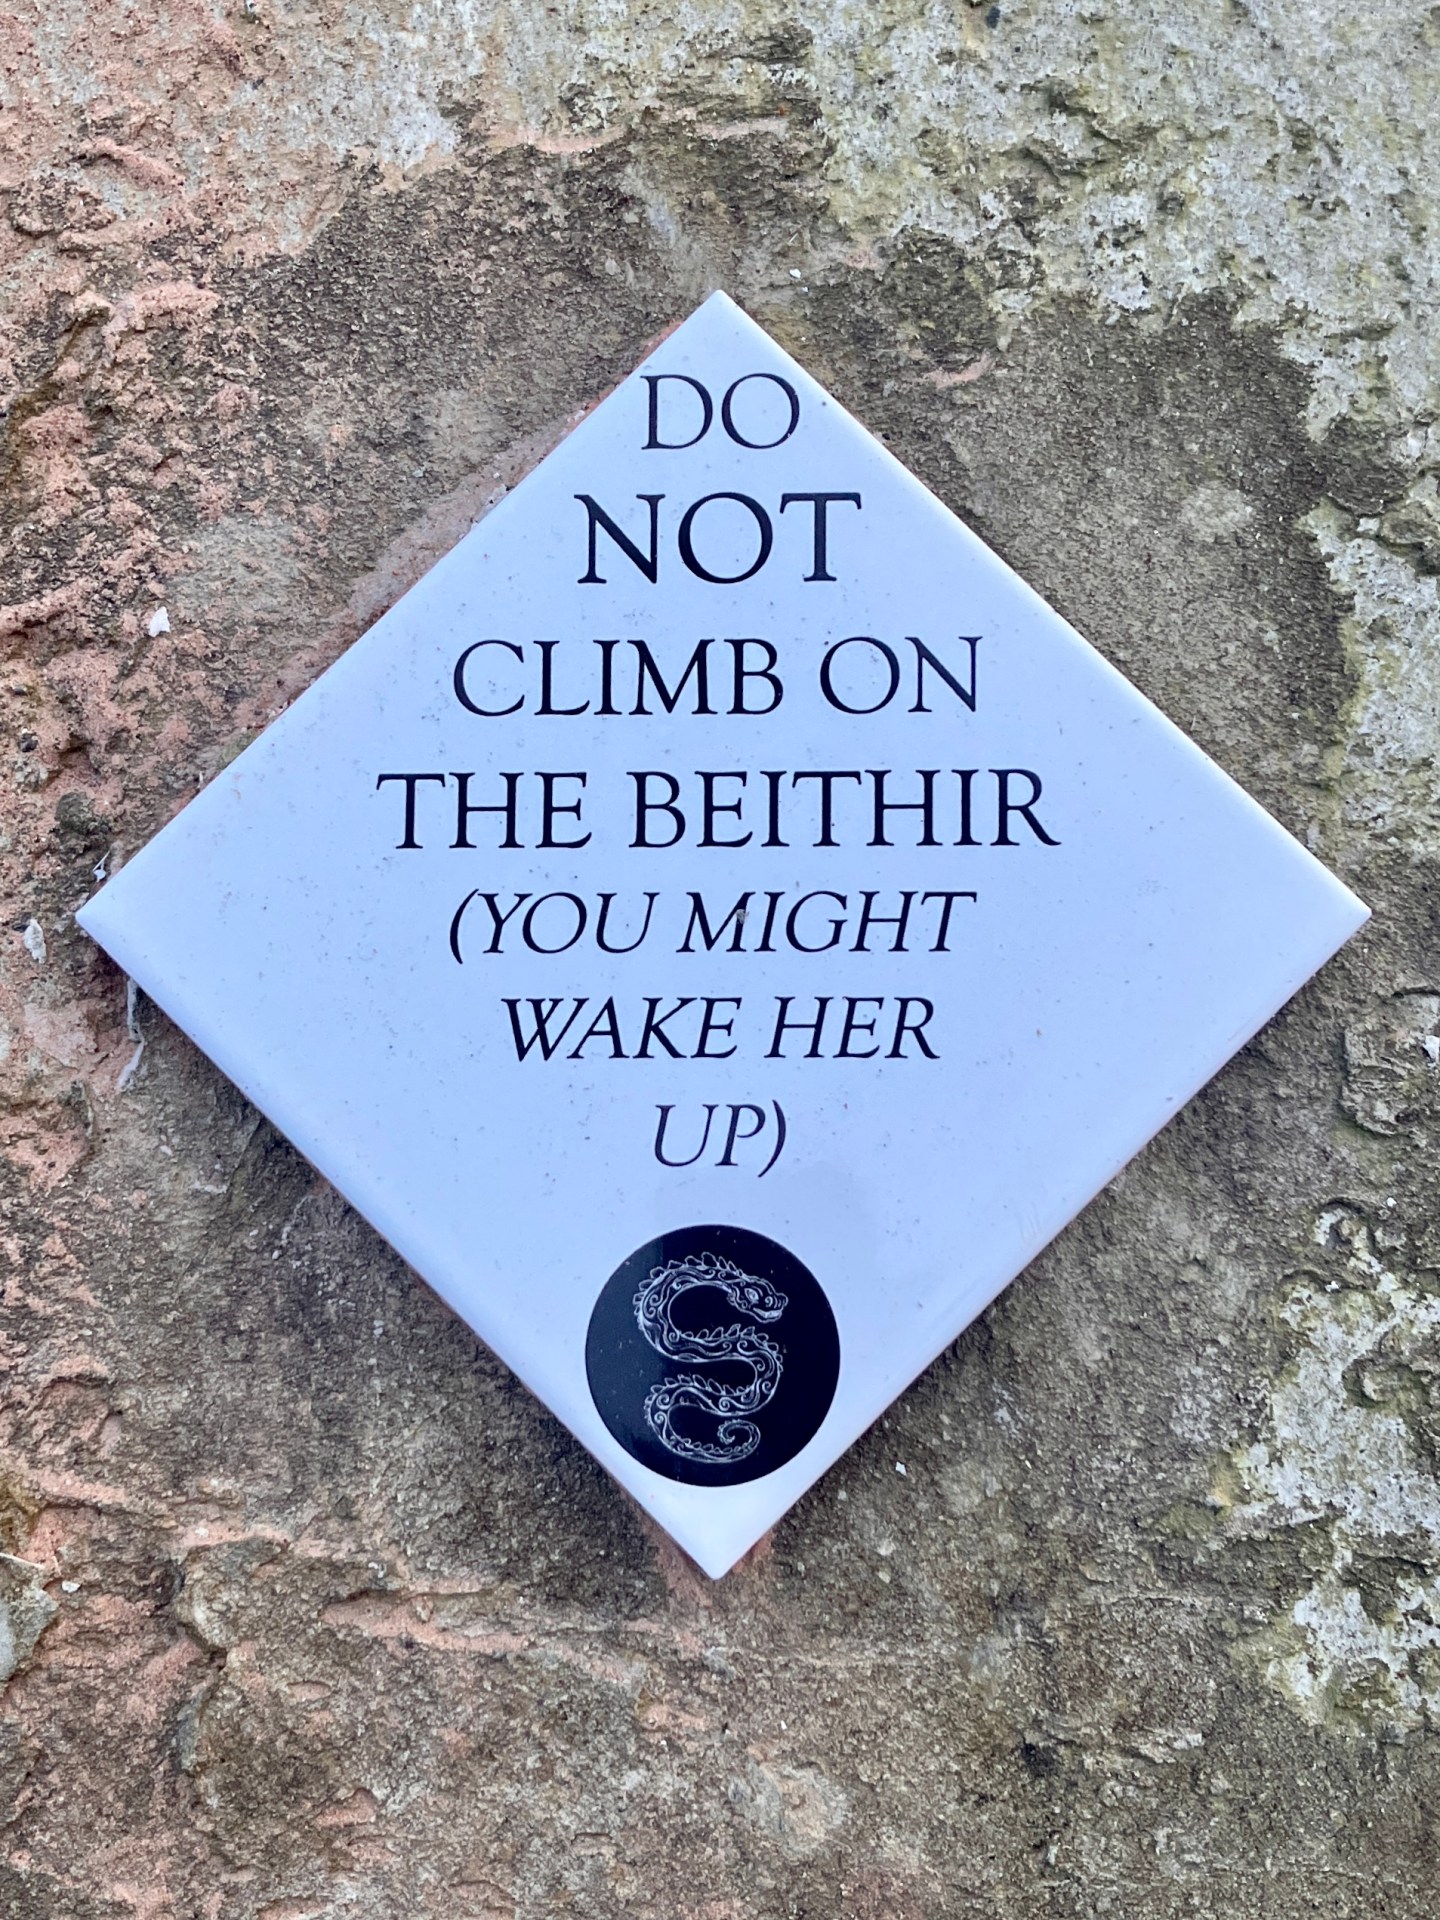 DO
NOT
CLIMB ON
THE BEITHIR
(YOU MIGHT
WAKE HER
UP)